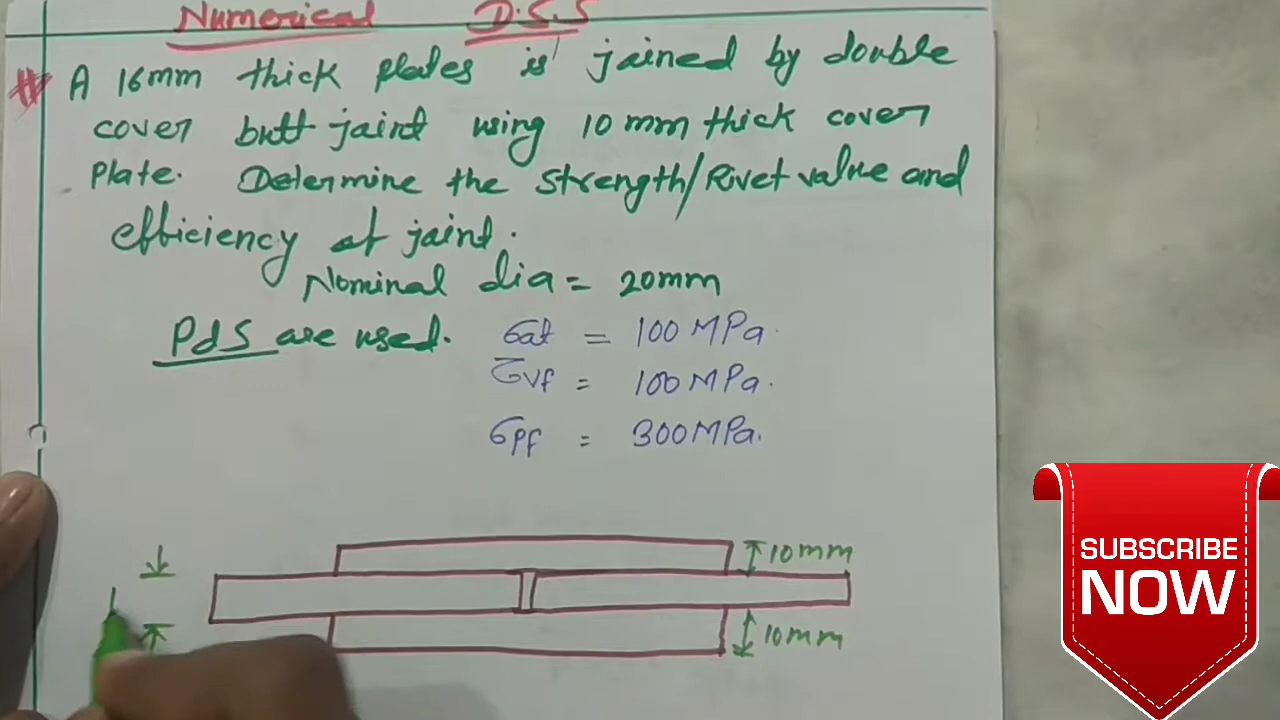 Numerical D.S.S
# A 16mm thick plates is jained by double
cover butt jaint using 10 mm thick cover
Plate. Determine the strength/Rivet value and
efficiency of jaint.
Nominal dia = 20mm
PdS are used. σat = 100 MPa.
τvf = 100 MPa.
σpf = 300 MPa.
10mm
10mm
SUBSCRIBE
NOW